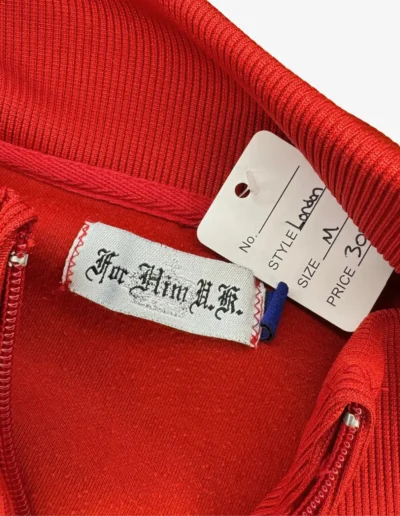 For Him U.K.
No.
STYLE London
SIZE M
PRICE 30